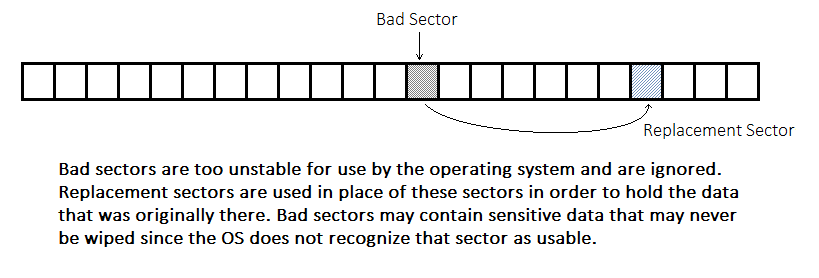 Bad Sector
Replacement Sector
Bad sectors are too unstable for use by the operating system and are ignored.
Replacement sectors are used in place of these sectors in order to hold the data
that was originally there. Bad sectors may contain sensitive data that may never
be wiped since the OS does not recognize that sector as usable.